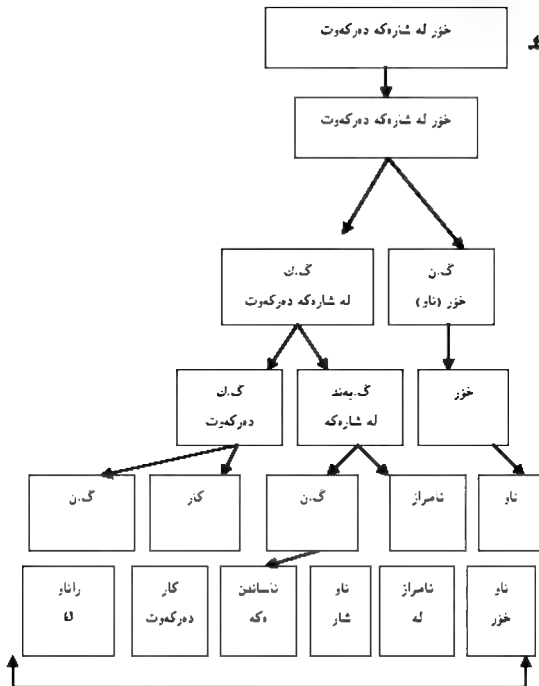 خۆر لە شارەکە دەرکەوت
خۆر لە شارەکە دەرکەوت
گ.ن
خۆر (ناو)
گ.ك
لە شارەکە دەرکەوت
خۆر
گ.بەند
لە شارەکە
گ.ك
دەرکەوت
ناو
ئامراز
گ.ن
کار
گ.ن
ناو
خۆر
ئامراز
لە
ناو
شار
ناساندن
ەکە
کار
دەرکەوت
راناو